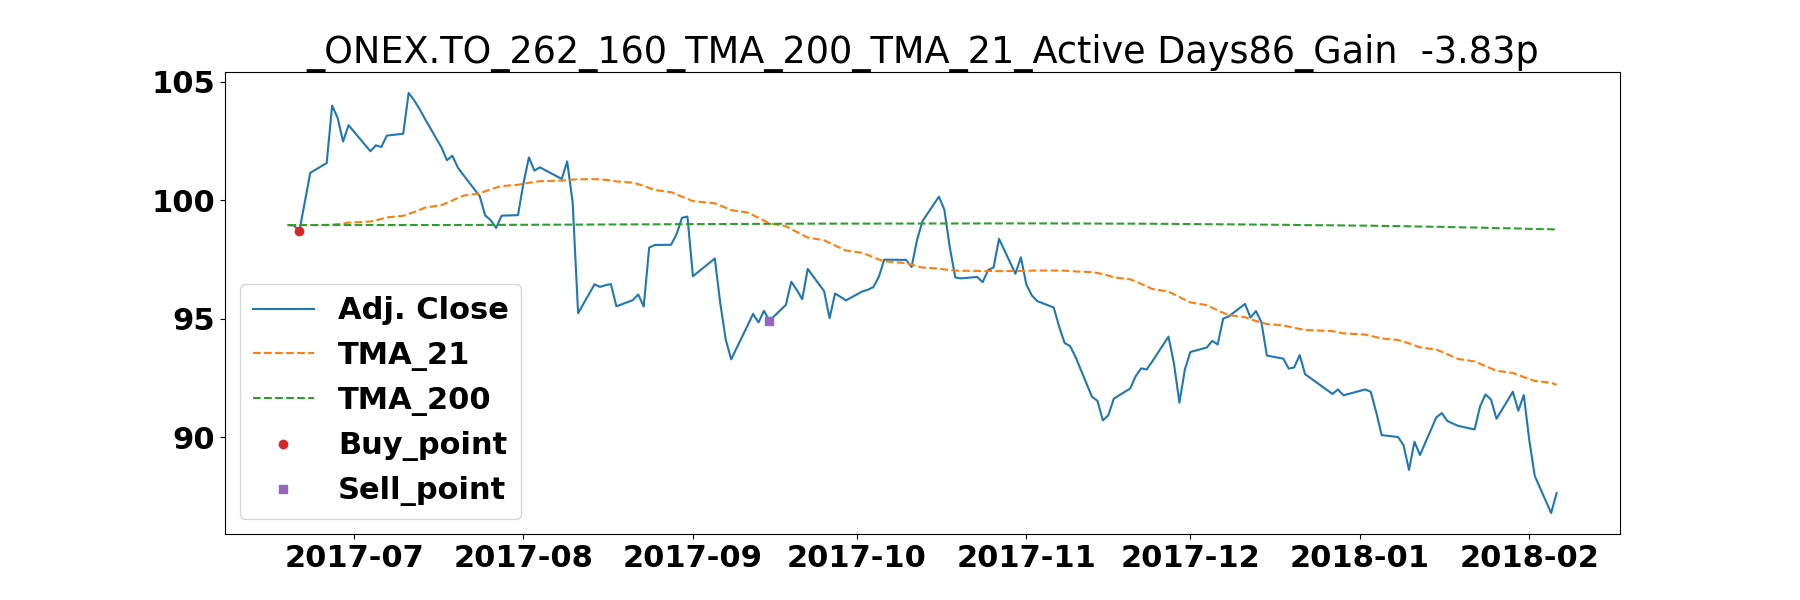 _ONEX.TO_262_160_TMA_200_TMA_21_Active Days86_Gain  -3.83p
105
100
95
90
Adj. Close
TMA_21
TMA_200
Buy_point
Sell_point
2017-07 2017-08 2017-09 2017-10 2017-11 2017-12 2018-01 2018-02